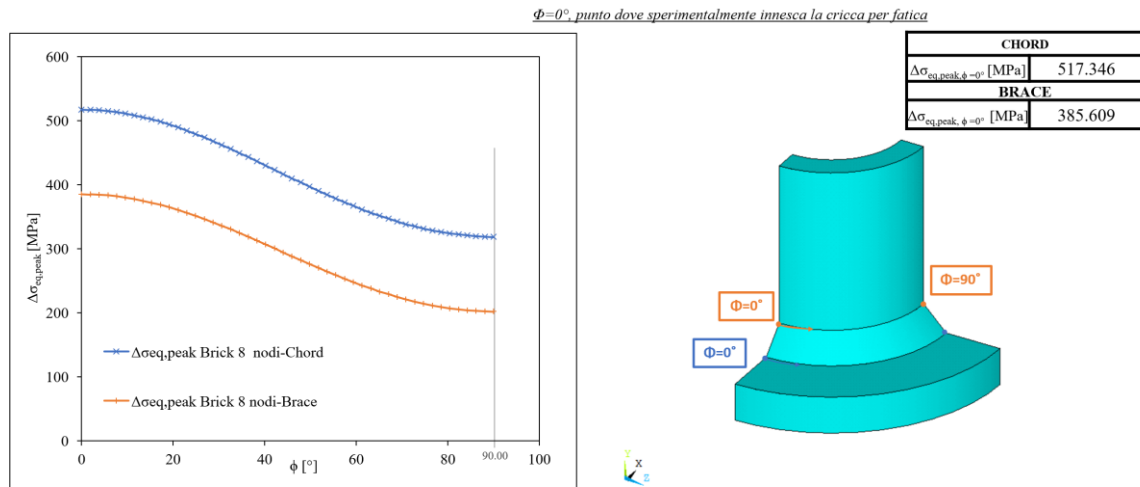 Φ=0°, punto dove sperimentalmente innesca la cricca per fatica
CHORD
Δσeq,peak,ϕ=0° [MPa] 517.346
BRACE
Δσeq,peak, ϕ=0° [MPa] 385.609
600
500
400
300
200
100
0
Δσeq,peak [MPa]
Δσeq,peak Brick 8 nodi-Chord
Δσeq,peak Brick 8 nodi-Brace
0 20 40 60 80 90.00 100
ϕ [°]
Φ=90°
Φ=0°
Φ=0°
Y
X
Z